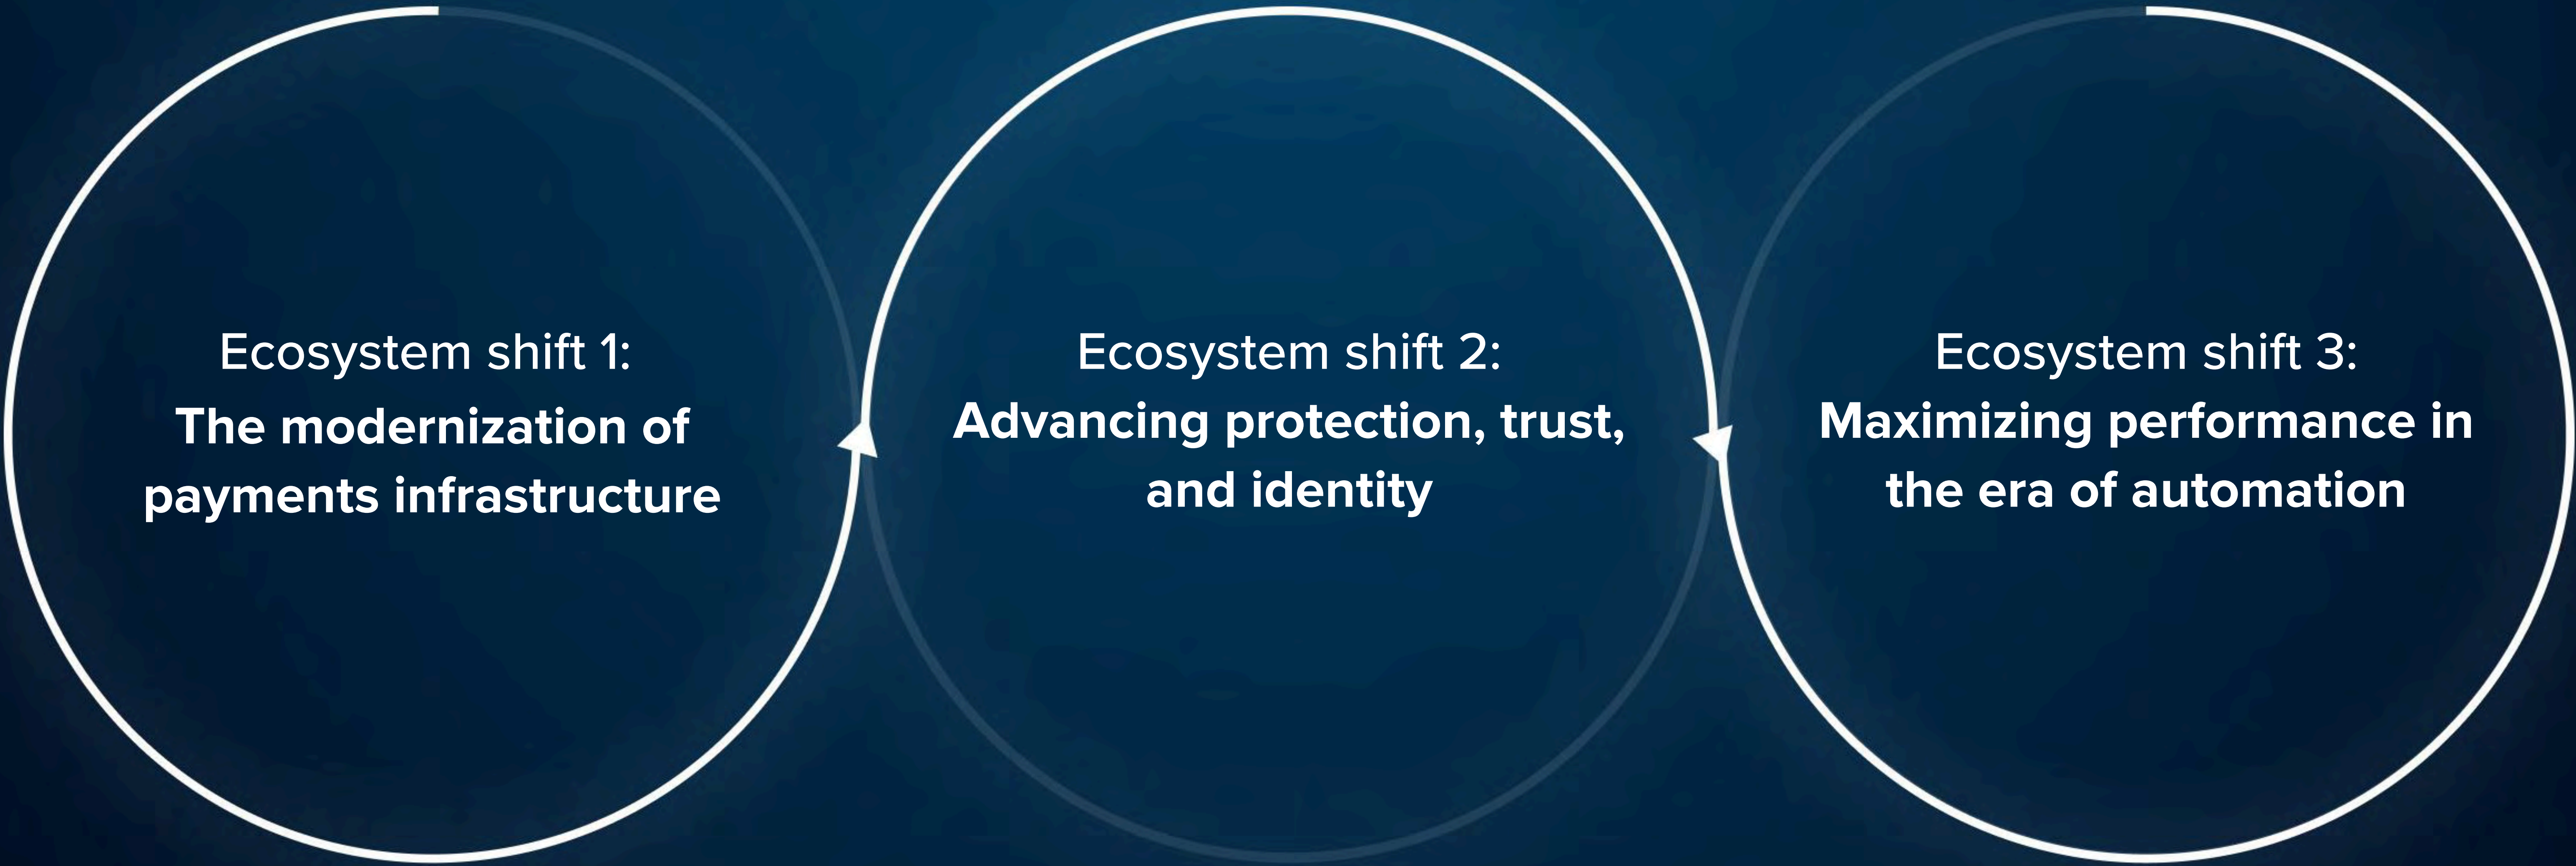 Ecosystem shift 1:
The modernization of
payments infrastructure
Ecosystem shift 2:
Advancing protection, trust,
and identity
Ecosystem shift 3:
Maximizing performance in
the era of automation